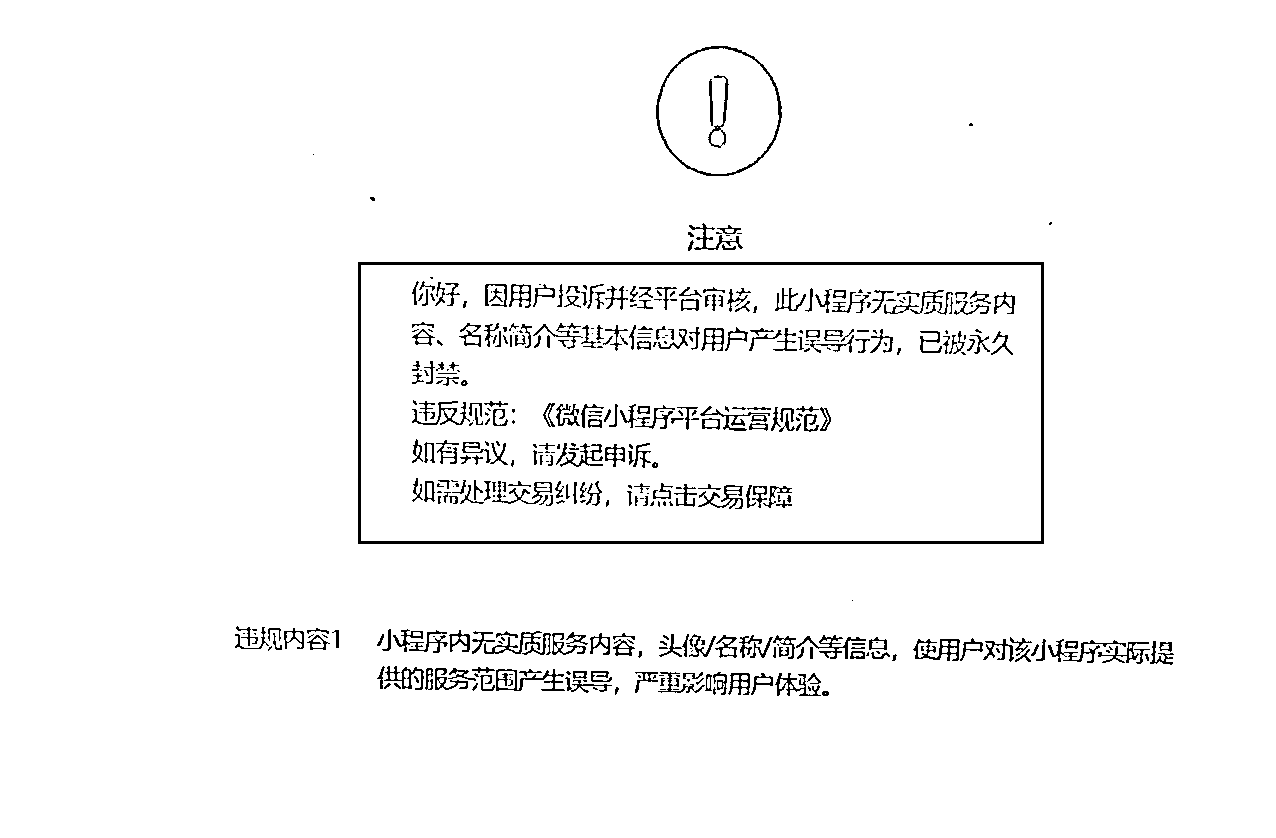 注意
你好，因用户投诉并经平台审核，此小程序无实质服务内
容、名称简介等基本信息对用户产生误导行为，已被永久
封禁。
违反规范：《微信小程序平台运营规范》
如有异议，请发起申诉。
如需处理交易纠纷，请点击交易保障
违规内容1 小程序内无实质服务内容，头像/名称/简介等信息，使用户对该小程序实际提
供的服务范围产生误导，严重影响用户体验。